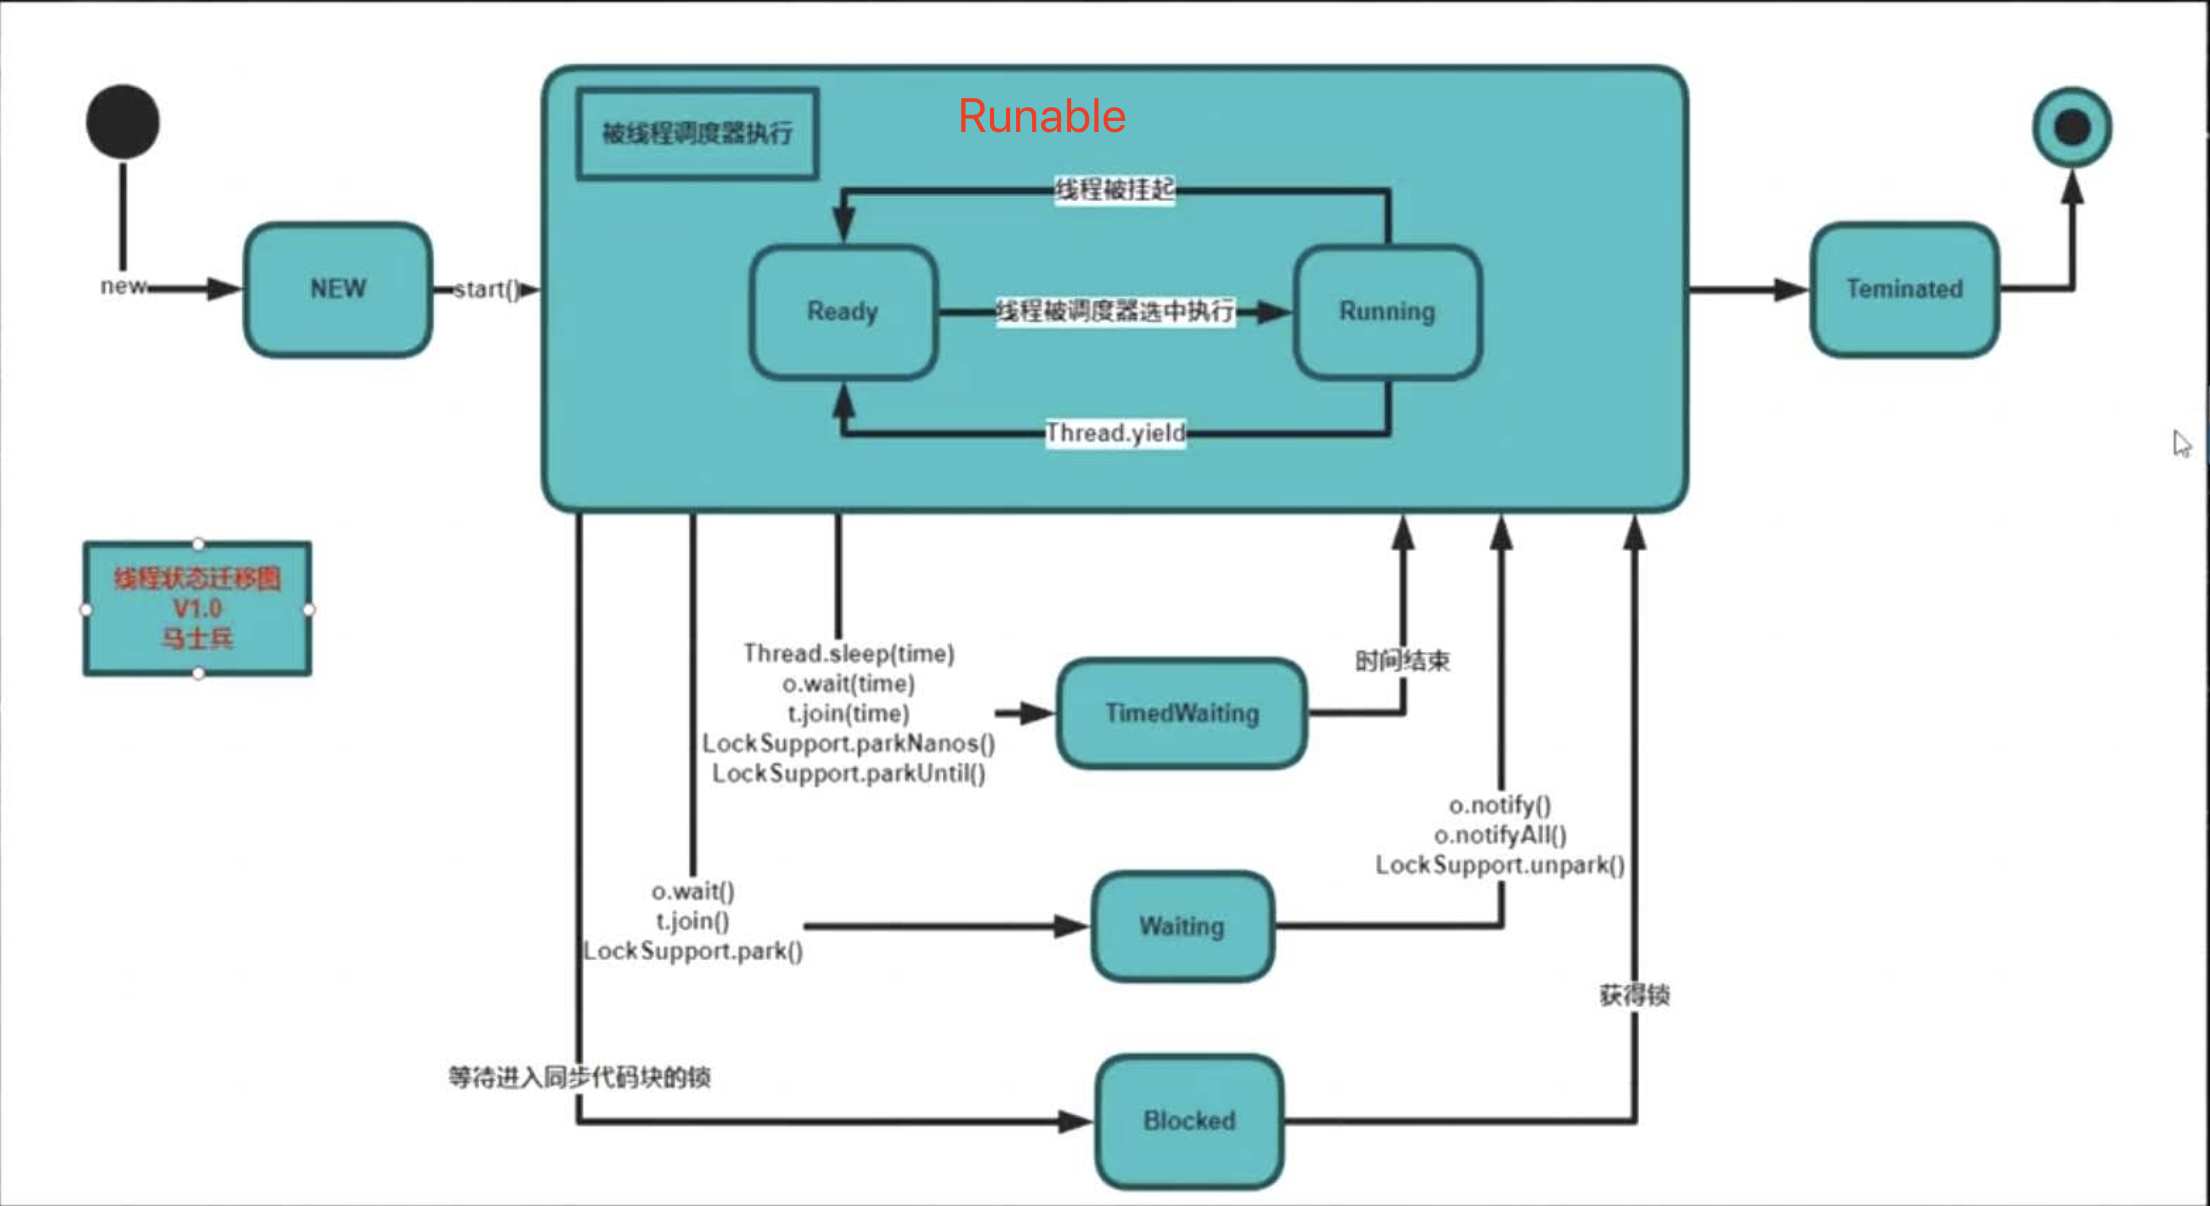 被线程调度器执行
Runable
线程被挂起
new
NEW
start()
Ready
线程被调度器选中执行
Running
Teminated
Thread.yield
线程状态迁移图
V1.0
马士兵
Thread.sleep(time)
o.wait(time)
t.join(time)
LockSupport.parkNanos()
LockSupport.parkUntil()
TimedWaiting
时间结束
o.notify()
o.notifyAll()
LockSupport.unpark()
o.wait()
t.join()
LockSupport.park()
Waiting
获得锁
等待进入同步代码块的锁
Blocked